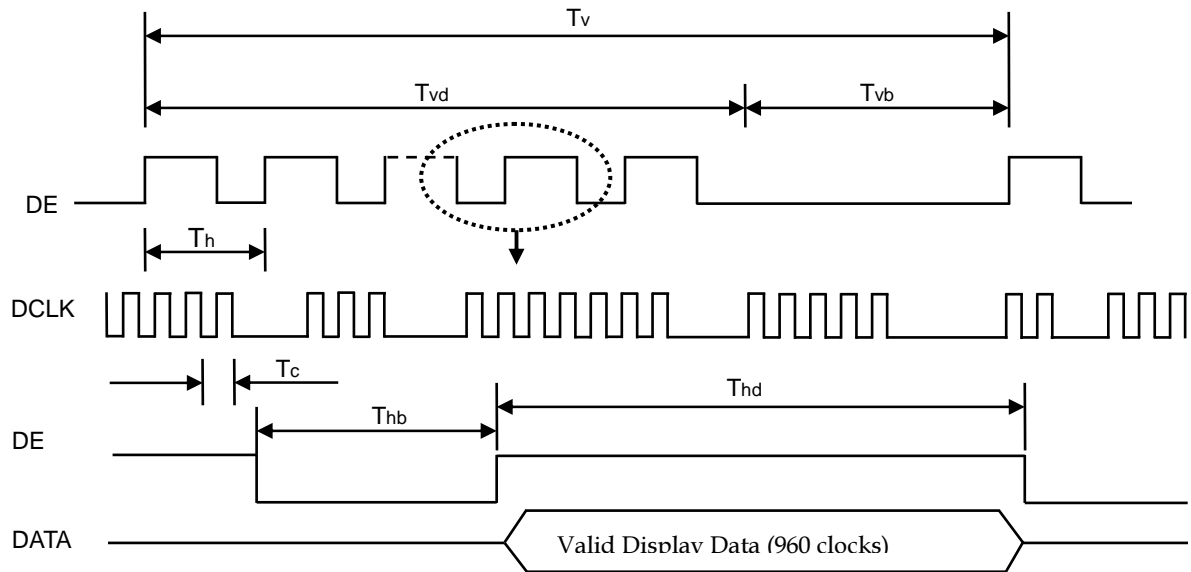 Tv
Tvd
Tvb
DE
Th
DCLK
Tc
Thd
Thb
DE
DATA
Valid Display Data (960 clocks)